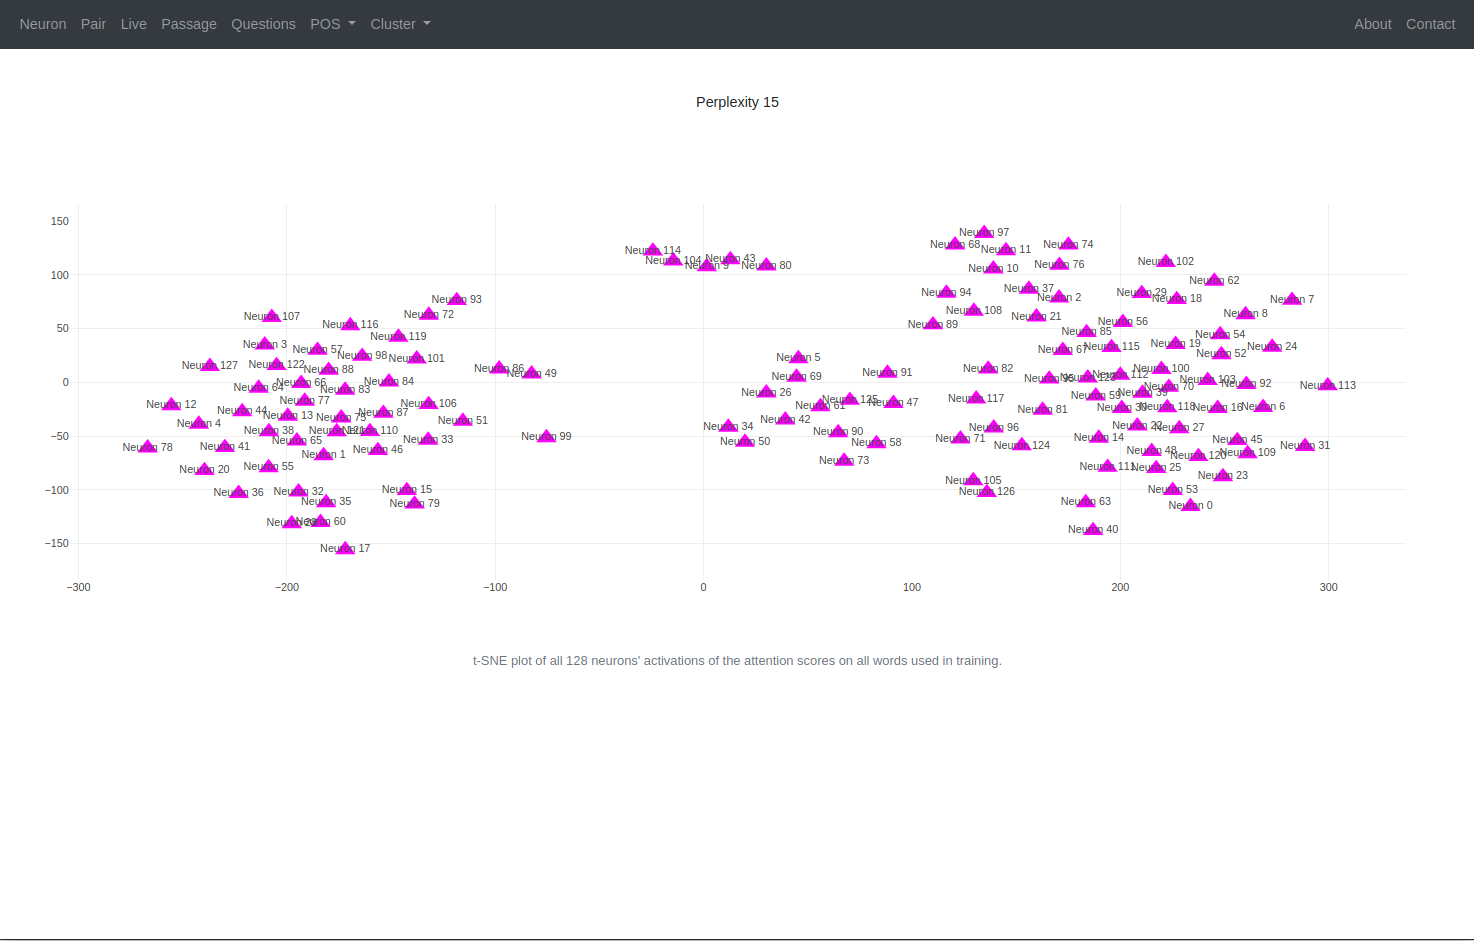 Neuron Pair Live Passage Questions POS Cluster About Contact
Perplexity 15
150
100
50
0
−50
−100
−150
−300 −200 −100 0 100 200 300
Neuron 97
Neuron 68
Neuron 11
Neuron 74
Neuron 114
Neuron 104
Neuron 9
Neuron 43
Neuron 80
Neuron 10
Neuron 76
Neuron 102
Neuron 62
Neuron 94
Neuron 37
Neuron 2
Neuron 29
Neuron 18
Neuron 7
Neuron 93
Neuron 72
Neuron 107
Neuron 116
Neuron 119
Neuron 108
Neuron 89
Neuron 21
Neuron 56
Neuron 8
Neuron 85
Neuron 54
Neuron 3
Neuron 57
Neuron 98
Neuron 101
Neuron 67
Neuron 115
Neuron 19
Neuron 52
Neuron 24
Neuron 127
Neuron 122
Neuron 88
Neuron 86
Neuron 49
Neuron 5
Neuron 69
Neuron 91
Neuron 82
Neuron 112
Neuron 100
Neuron 64
Neuron 66
Neuron 83
Neuron 84
Neuron 103
Neuron 92
Neuron 113
Neuron 70
Neuron 39
Neuron 59
Neuron 26
Neuron 61
Neuron 125
Neuron 47
Neuron 117
Neuron 12
Neuron 44
Neuron 77
Neuron 13
Neuron 75
Neuron 87
Neuron 106
Neuron 81
Neuron 118
Neuron 16
Neuron 6
Neuron 4
Neuron 38
Neuron 110
Neuron 51
Neuron 34
Neuron 42
Neuron 96
Neuron 22
Neuron 27
Neuron 78
Neuron 41
Neuron 65
Neuron 1
Neuron 46
Neuron 33
Neuron 99
Neuron 50
Neuron 90
Neuron 58
Neuron 71
Neuron 124
Neuron 14
Neuron 45
Neuron 31
Neuron 48
Neuron 120
Neuron 109
Neuron 20
Neuron 55
Neuron 73
Neuron 111
Neuron 25
Neuron 23
Neuron 36
Neuron 32
Neuron 35
Neuron 15
Neuron 79
Neuron 105
Neuron 126
Neuron 63
Neuron 53
Neuron 0
Neuron 60
Neuron 40
Neuron 17
t-SNE plot of all 128 neurons' activations of the attention scores on all words used in training.